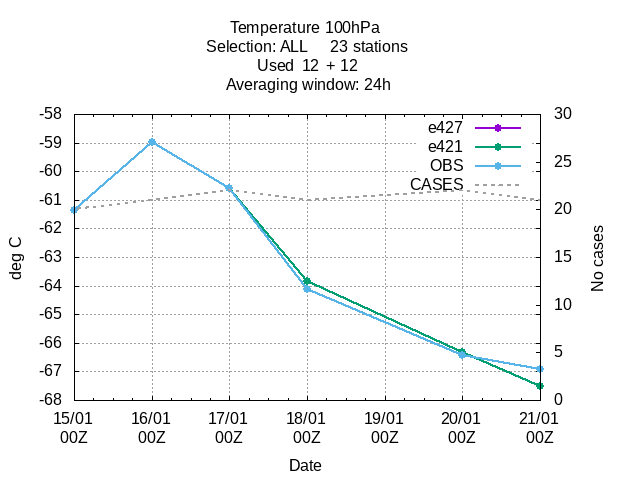 Temperature 100hPa
Selection: ALL 23 stations
Used 12 + 12
Averaging window: 24h
-58
-59
-60
-61
-62
-63
-64
-65
-66
-67
-68
deg C
30
25
20
15
10
5
0
No cases
e427
e421
OBS
CASES
15/01 16/01 17/01 18/01 19/01 20/01 21/01
00Z 00Z 00Z 00Z 00Z 00Z 00Z
Date